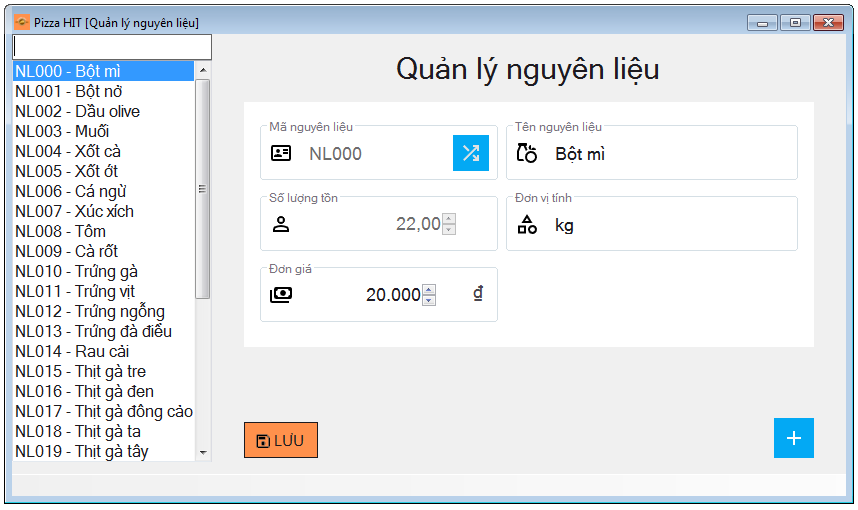 Pizza HIT [Quản lý nguyên liệu]
NL000 - Bột mì
NL001 - Bột nở
NL002 - Dầu olive
NL003 - Muối
NL004 - Xốt cà
NL005 - Xốt ớt
NL006 - Cá ngừ
NL007 - Xúc xích
NL008 - Tôm
NL009 - Cà rốt
NL010 - Trứng gà
NL011 - Trứng vịt
NL012 - Trứng ngỗng
NL013 - Trứng đà điểu
NL014 - Rau cải
NL015 - Thịt gà tre
NL016 - Thịt gà đen
NL017 - Thịt gà đông cảo
NL018 - Thịt gà ta
NL019 - Thịt gà tây
Quản lý nguyên liệu
Mã nguyên liệu
NL000
Tên nguyên liệu
Bột mì
Số lượng tồn
22,00
Đơn vị tính
kg
Đơn giá
20.000 ₫
LƯU